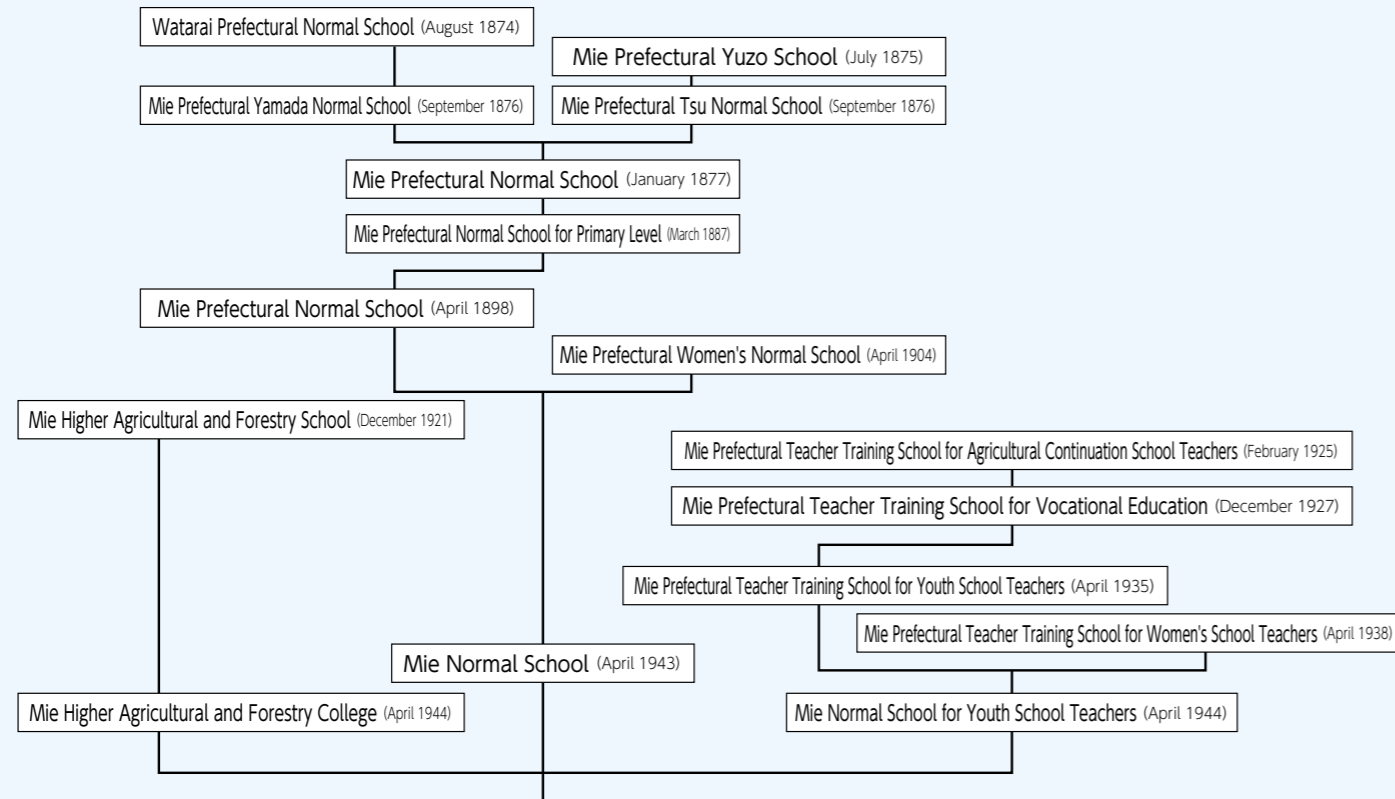 Watarai Prefectural Normal School (August 1874)
Mie Prefectural Yuzo School (July 1875)
Mie Prefectural Yamada Normal School (September 1876)
Mie Prefectural Tsu Normal School (September 1876)
Mie Prefectural Normal School (January 1877)
Mie Prefectural Normal School for Primary Level (March 1887)
Mie Prefectural Normal School (April 1898)
Mie Prefectural Women's Normal School (April 1904)
Mie Higher Agricultural and Forestry School (December 1921)
Mie Prefectural Teacher Training School for Agricultural Continuation School Teachers (February 1925)
Mie Prefectural Teacher Training School for Vocational Education (December 1927)
Mie Prefectural Teacher Training School for Youth School Teachers (April 1935)
Mie Prefectural Teacher Training School for Women's School Teachers (April 1938)
Mie Normal School (April 1943)
Mie Higher Agricultural and Forestry College (April 1944)
Mie Normal School for Youth School Teachers (April 1944)